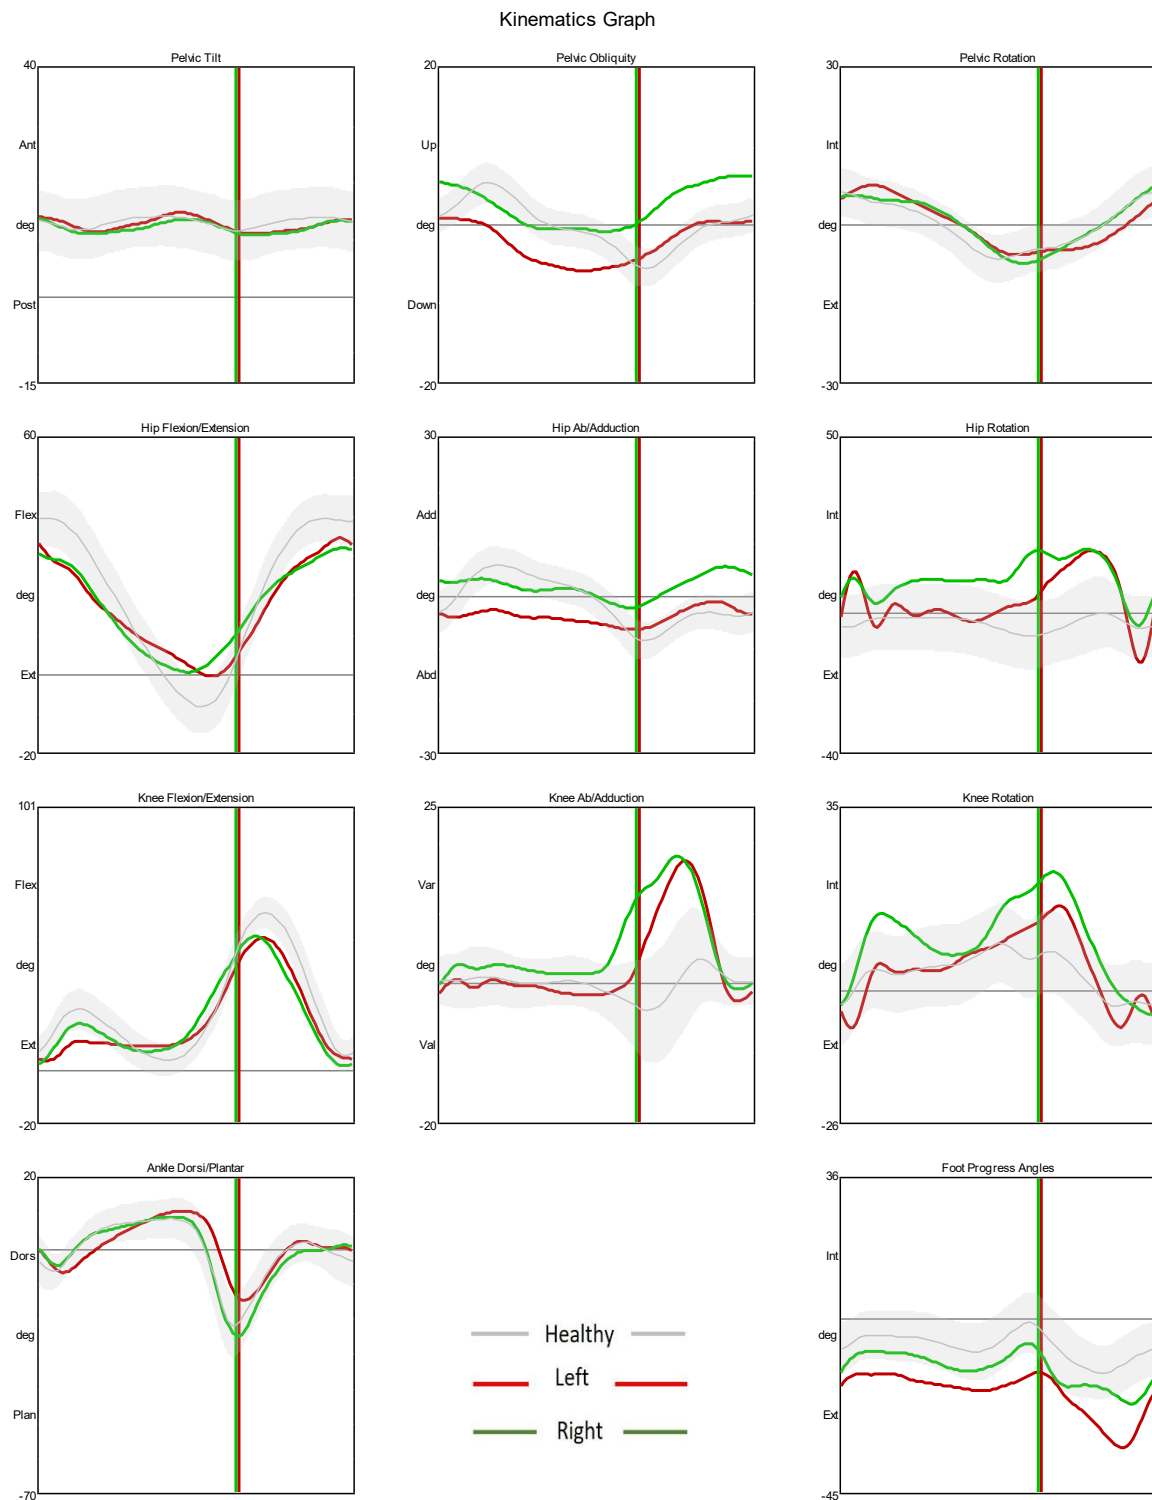 Kinematics Graph
Pelvic Tilt
40
Ant
deg
Post
-15
Pelvic Obliquity
20
Up
deg
Down
-20
Pelvic Rotation
30
Int
deg
Ext
-30
Hip Flexion/Extension
60
Flex
deg
Ext
-20
Hip Ab/Adduction
30
Add
deg
Abd
-30
Hip Rotation
50
Int
deg
Ext
-40
Knee Flexion/Extension
101
Flex
deg
Ext
-20
Knee Ab/Adduction
25
Var
deg
Val
-20
Knee Rotation
35
Int
deg
Ext
-26
Ankle Dorsi/Plantar
20
Dors
deg
Plan
-70
Healthy
Left
Right
Foot Progress Angles
36
Int
deg
Ext
-45